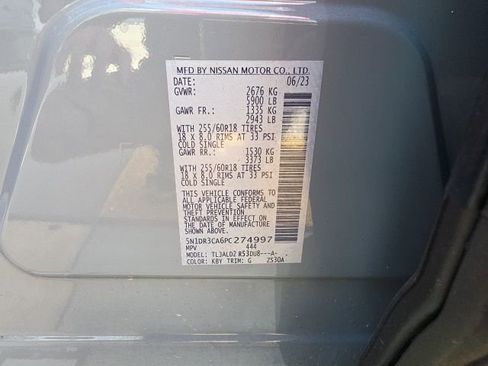 MFD BY NISSAN MOTOR CO., LTD.
DATE: 06/23
GVWR: 2676 KG
5900 LB
GAWR FR.: 1335 KG
2943 LB
WITH 255/60R18 TIRES
18 X 8.0 RIMS AT 33 PSI
COLD SINGLE
GAWR RR.: 1530 KG
3373 LB
WITH 255/60R18 TIRES
18 X 8.0 RIMS AT 33 PSI
COLD SINGLE
THIS VEHICLE CONFORMS TO
ALL APPLICABLE FEDERAL
MOTOR VEHICLE SAFETY AND
THEFT PREVENTION
STANDARDS IN EFFECT ON
THE DATE OF MANUFACTURE
SHOWN ABOVE.
5N1DR3CA6PC274997
MPV 444
MODEL: TLJALD2 R53DU8---A-
COLOR: KBY TRIM: G ZS30A